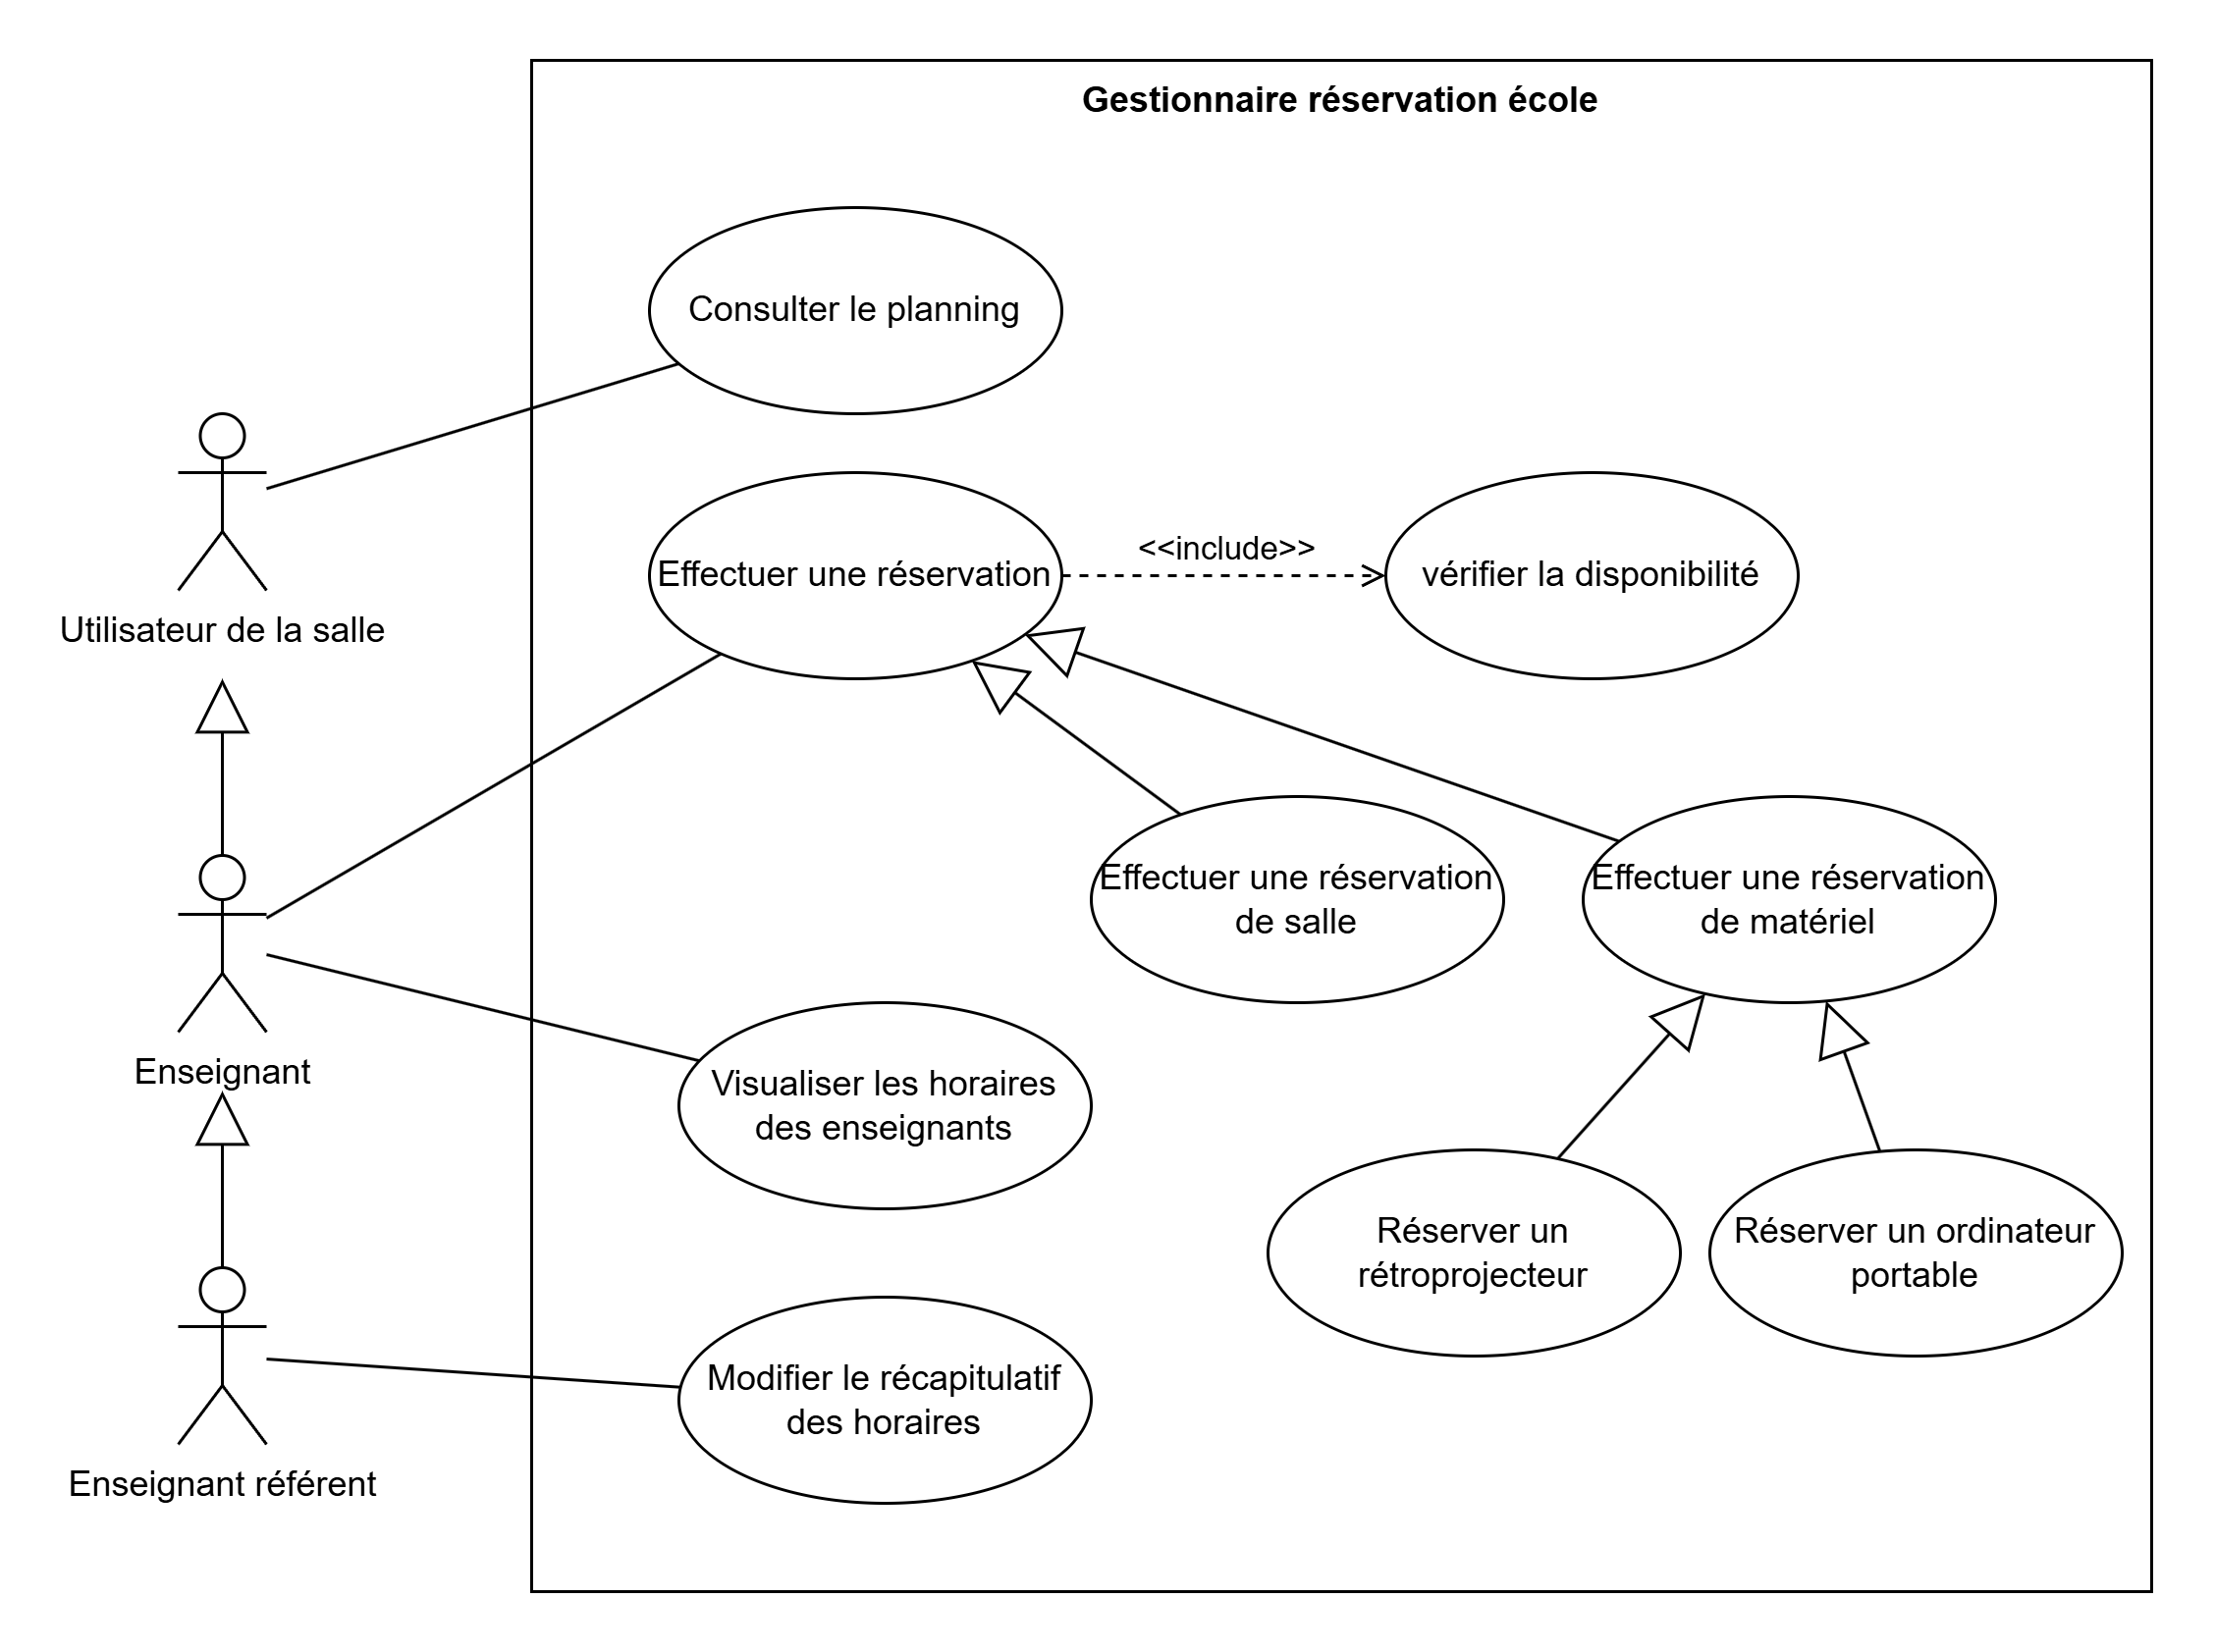 Gestionnaire réservation école
Consulter le planning
Utilisateur de la salle
Effectuer une réservation
<<include>>
vérifier la disponibilité
Effectuer une réservation
de salle
Effectuer une réservation
de matériel
Enseignant
Visualiser les horaires
des enseignants
Réserver un
rétroprojecteur
Réserver un ordinateur
portable
Modifier le récapitulatif
des horaires
Enseignant référent